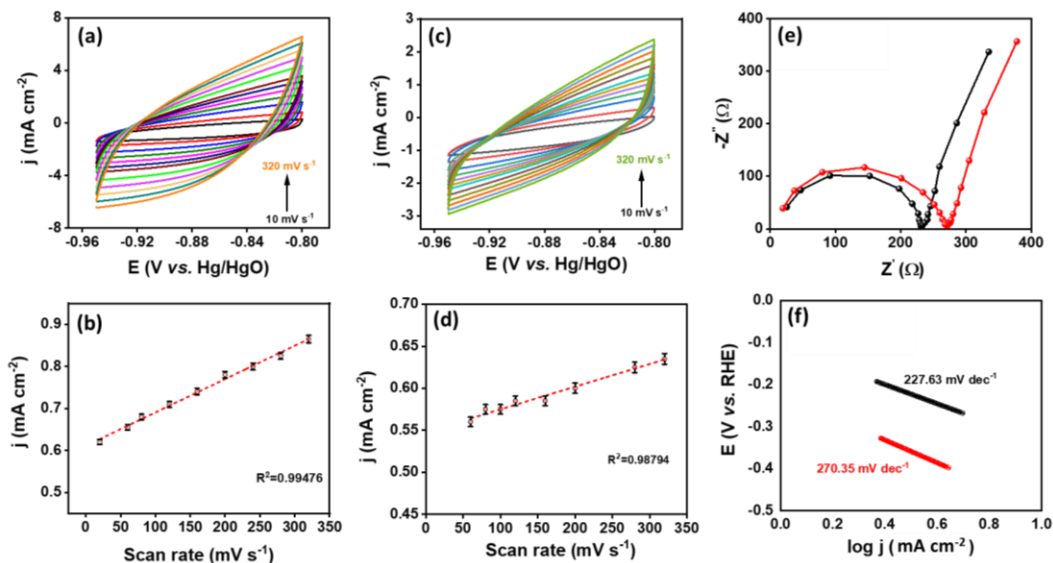 (a)
8
4
0
-4
-8
j (mA cm⁻²)
320 mV s⁻¹
10 mV s⁻¹
-0.96
-0.92
-0.88
-0.84
-0.80
E (V vs. Hg/HgO)
(c)
3
2
1
0
-1
-2
-3
j (mA cm⁻²)
320 mV s⁻¹
10 mV s⁻¹
-0.96
-0.92
-0.88
-0.84
-0.80
E (V vs. Hg/HgO)
(e)
400
300
200
100
0
-Z" (Ω)
0
100
200
300
400
Z' (Ω)
(b)
0.9
0.8
0.7
0.6
0.5
j (mA cm⁻²)
R²=0.99476
0
50
100
150
200
250
300
350
Scan rate (mV s⁻¹)
(d)
0.70
0.65
0.60
0.55
0.50
0.45
j (mA cm⁻²)
R²=0.98794
50
100
150
200
250
300
350
Scan rate (mV s⁻¹)
(f)
0.0
-0.1
-0.2
-0.3
-0.4
-0.5
E (V vs. RHE)
227.63 mV dec⁻¹
270.35 mV dec⁻¹
0.0
0.2
0.4
0.6
0.8
1.0
log j ( mA cm⁻²)